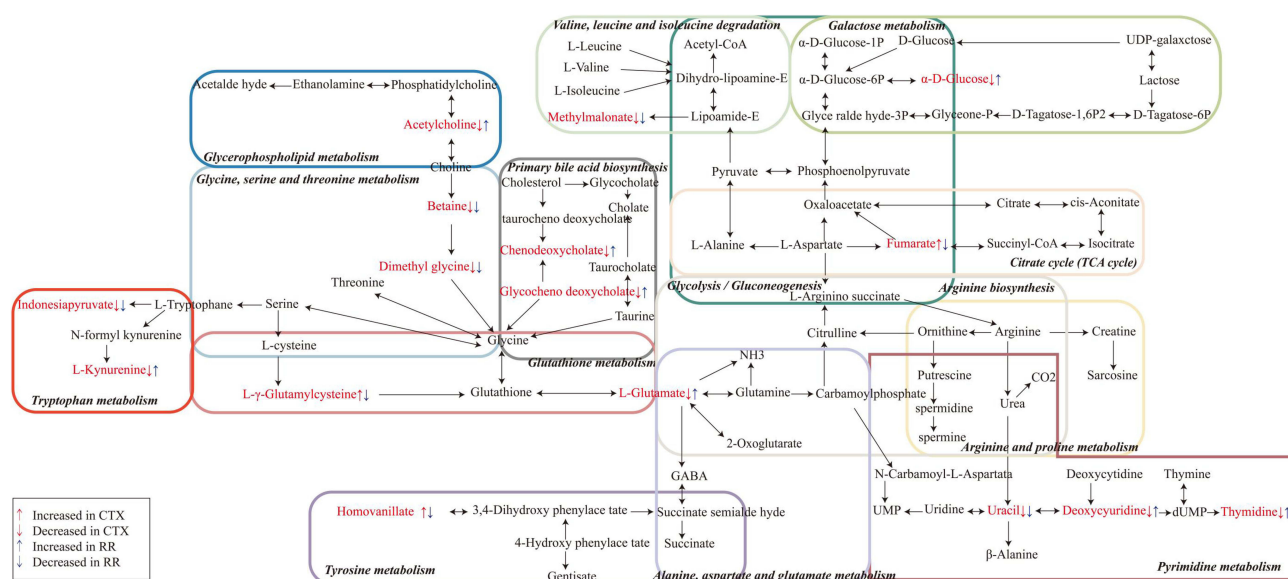 Valine, leucine and isoleucine degradation
Galactose metabolism
L-Leucine
Acetyl-CoA
α-D-Glucose-1P
D-Glucose
UDP-galaxctose
L-Valine
Dihydro-lipoamine-E
α-D-Glucose-6P
α-D-Glucose↓↑
Lactose
L-Isoleucine
Methylmalonate↓↓
Lipoamide-E
Glyce ralde hyde-3P
Glyceone-P
D-Tagatose-1,6P2
D-Tagatose-6P
Acetalde hyde
Ethanolamine
Phosphatidylcholine
Acetylcholine↓↑
Glycerophospholipid metabolism
Choline
Glycine, serine and threonine metabolism
Primary bile acid biosynthesis
Cholesterol
Glycocholate
Pyruvate
Phosphoenolpyruvate
Betaine↓↓
taurocheno deoxycholate
Cholate
Oxaloacetate
Citrate
cis-Aconitate
Chenodeoxycholate↓↑
L-Alanine
L-Aspartate
Fumarate↑↓
Succinyl-CoA
Isocitrate
Citrate cycle (TCA cycle)
Dimethyl glycine↓↓
Taurocholate
Threonine
Glycocheno deoxycholate↓↑
Glycolysis / Gluconeogenesis
Arginine biosynthesis
Indonesiapyruvate↓↓
L-Tryptophane
Serine
Taurine
L-Arginino succinate
N-formyl kynurenine
L-cysteine
Glycine
Citrulline
Ornithine
Arginine
Creatine
L-Kynurenine↓↑
Glutathione metabolism
NH3
Putrescine
CO2
Sarcosine
Tryptophan metabolism
L-γ-Glutamylcysteine↑↓
Glutathione
L-Glutamate↓↑
Glutamine
Carbamoylphosphate
spermidine
Urea
2-Oxoglutarate
spermine
Arginine and proline metabolism
GABA
N-Carbamoyl-L-Aspartata
Deoxycytidine
Thymine
Homovanillate ↑↓
3,4-Dihydroxy phenylace tate
Succinate semialde hyde
UMP
Uridine
Uracil↓↓
Deoxycyuridine↓↑
dUMP
Thymidine↓↑
4-Hydroxy phenylace tate
Succinate
β-Alanine
Tyrosine metabolism
Gentisate
Alanine, aspartate and glutamate metabolism
Pyrimidine metabolism
↑ Increased in CTX
↓ Decreased in CTX
↑ Increased in RR
↓ Decreased in RR